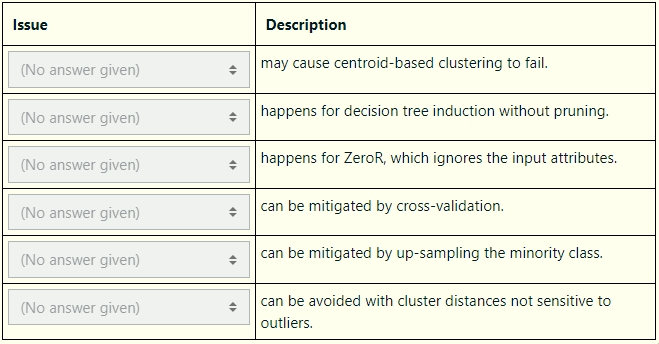 Issue Description
(No answer given) may cause centroid-based clustering to fail.
(No answer given) happens for decision tree induction without pruning.
(No answer given) happens for ZeroR, which ignores the input attributes.
(No answer given) can be mitigated by cross-validation.
(No answer given) can be mitigated by up-sampling the minority class.
(No answer given) can be avoided with cluster distances not sensitive to
outliers.